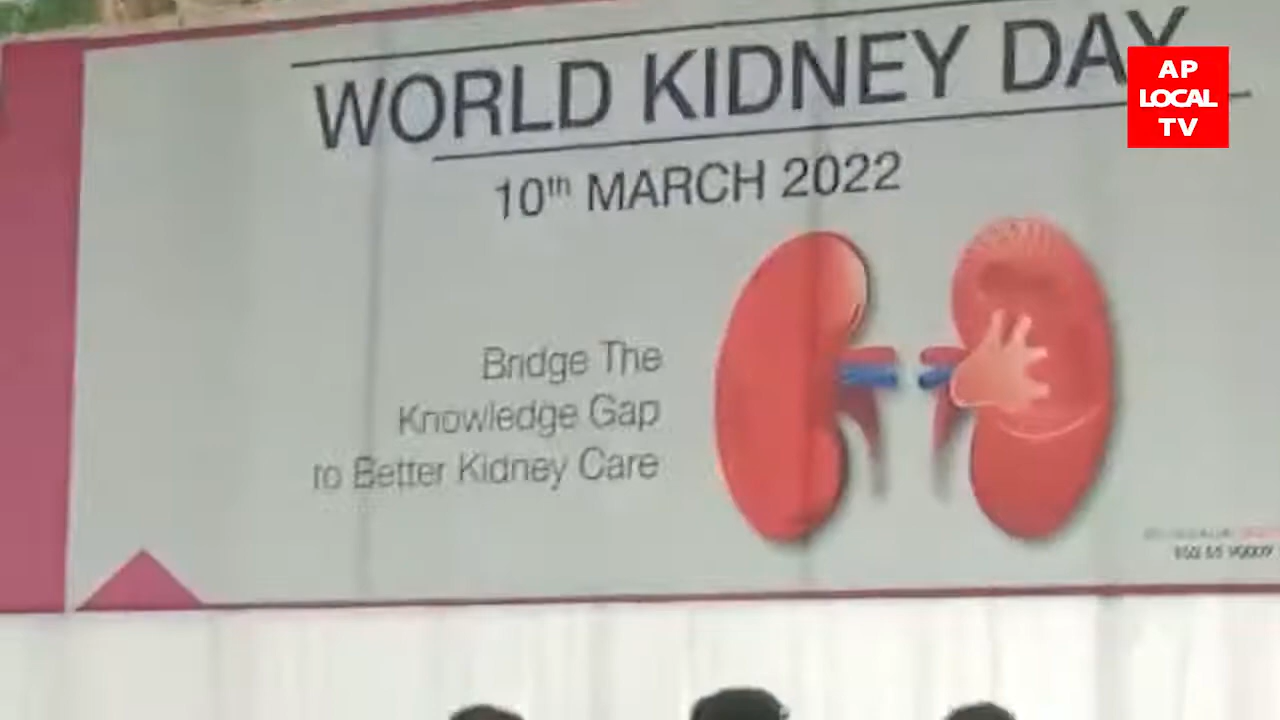 WORLD KIDNEY DAY
10th MARCH 2022
Bridge The
Knowledge Gap
to Better Kidney Care
AP
LOCAL
TV